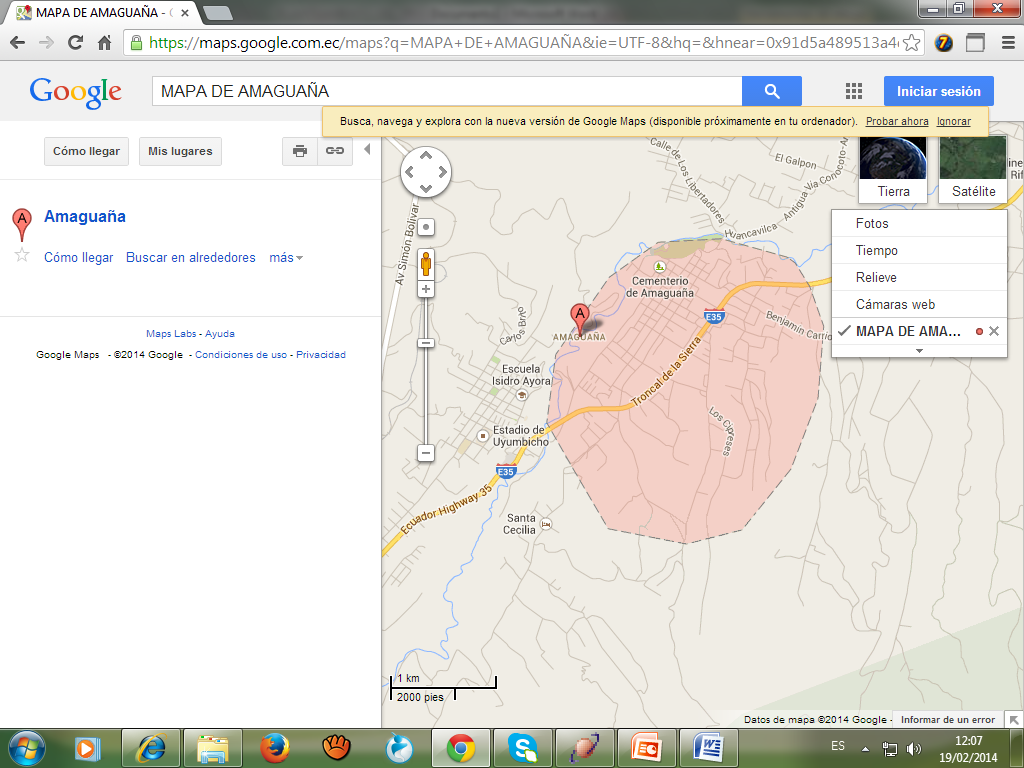 MAPA DE AMAGUAÑA - G
https://maps.google.com.ec/maps?q=MAPA+DE+AMAGUAÑA&ie=UTF-8&hq=&hnear=0x91d5a489513a4
Google
MAPA DE AMAGUAÑA
Iniciar sesión
Busca, navega y explora con la nueva versión de Google Maps (disponible próximamente en tu ordenador). Probar ahora Ignorar
Cómo llegar
Mis lugares
A
Amaguaña
Cómo llegar Buscar en alrededores más
Maps Labs - Ayuda
Google Maps - ©2014 Google - Condiciones de uso - Privacidad
Tierra
Satélite
Fotos
Tiempo
Relieve
Cámaras web
MAPA DE AMA...
Calle de Los Libertadores
El Galpon
Antigua Via Conocoto-A
Huancavilca
Av Simón Bolívar
Cementerio
de Amaguaña
E35
Benjamin Carrio
A
AMAGUAÑA
Carlos Brito
Troncal de la Sierra
Escuela
Isidro Ayora
Los Cipreses
Estadio de
Uyumbicho
E35
Ecuador Highway 35
Santa
Cecilia
1 km
2000 pies
Datos de mapa ©2014 Google -
Informar de un error
ES
12:07
19/02/2014